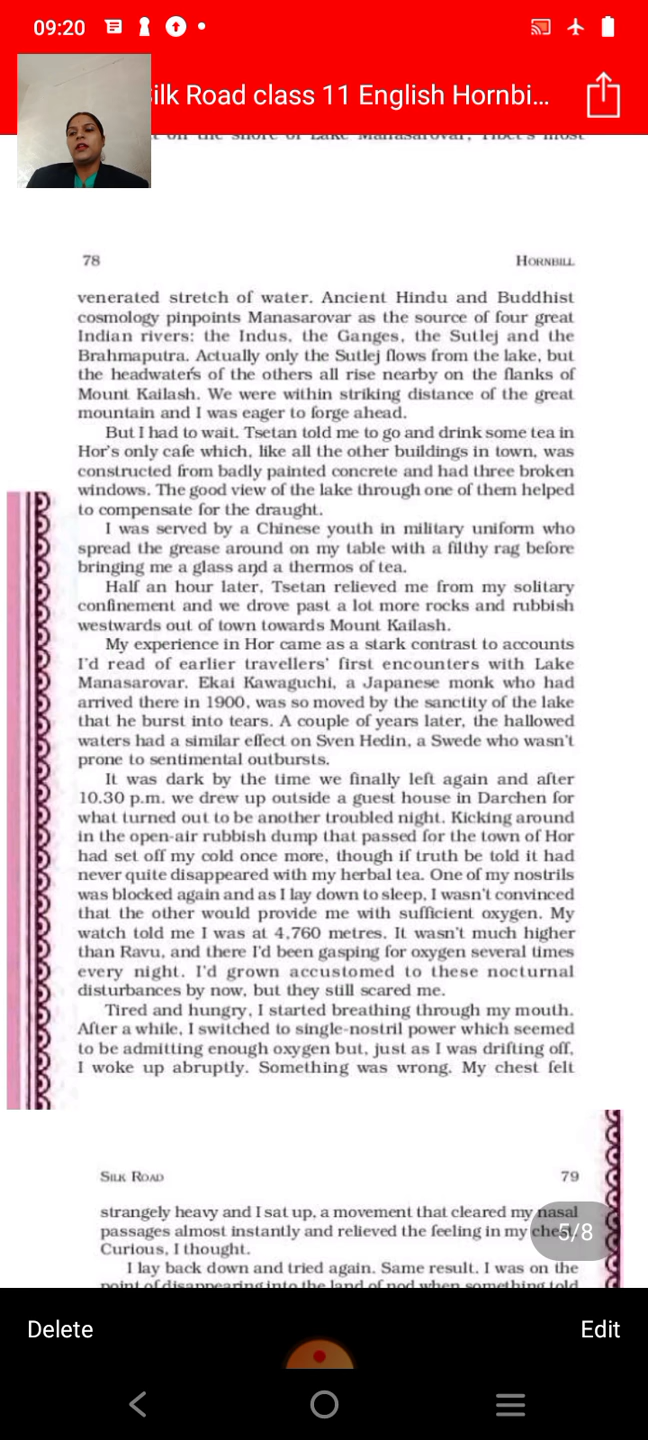 09:20
Silk Road class 11 English Hornbi...
on the shore of Lake Manasarovar, Tibet's most
78 HORNBILL
venerated stretch of water. Ancient Hindu and Buddhist
cosmology pinpoints Manasarovar as the source of four great
Indian rivers: the Indus, the Ganges, the Sutlej and the
Brahmaputra. Actually only the Sutlej flows from the lake, but
the headwaters of the others all rise nearby on the flanks of
Mount Kailash. We were within striking distance of the great
mountain and I was eager to forge ahead.
But I had to wait. Tsetan told me to go and drink some tea in
Hor's only cafe which, like all the other buildings in town, was
constructed from badly painted concrete and had three broken
windows. The good view of the lake through one of them helped
to compensate for the draught.
I was served by a Chinese youth in military uniform who
spread the grease around on my table with a filthy rag before
bringing me a glass and a thermos of tea.
Half an hour later, Tsetan relieved me from my solitary
confinement and we drove past a lot more rocks and rubbish
westwards out of town towards Mount Kailash.
My experience in Hor came as a stark contrast to accounts
I'd read of earlier travellers' first encounters with Lake
Manasarovar. Ekai Kawaguchi, a Japanese monk who had
arrived there in 1900, was so moved by the sanctity of the lake
that he burst into tears. A couple of years later, the hallowed
waters had a similar effect on Sven Hedin, a Swede who wasn't
prone to sentimental outbursts.
It was dark by the time we finally left again and after
10.30 p.m. we drew up outside a guest house in Darchen for
what turned out to be another troubled night. Kicking around
in the open-air rubbish dump that passed for the town of Hor
had set off my cold once more, though if truth be told it had
never quite disappeared with my herbal tea. One of my nostrils
was blocked again and as I lay down to sleep, I wasn't convinced
that the other would provide me with sufficient oxygen. My
watch told me I was at 4,760 metres. It wasn't much higher
than Ravu, and there I'd been gasping for oxygen several times
every night. I'd grown accustomed to these nocturnal
disturbances by now, but they still scared me.
Tired and hungry, I started breathing through my mouth.
After a while, I switched to single-nostril power which seemed
to be admitting enough oxygen but, just as I was drifting off,
I woke up abruptly. Something was wrong. My chest felt
SILK ROAD 79
strangely heavy and I sat up, a movement that cleared my nasal
passages almost instantly and relieved the feeling in my chest.
Curious, I thought.
5/8
I lay back down and tried again. Same result. I was on the
point of disappearing into the land of nod when something told
Delete Edit